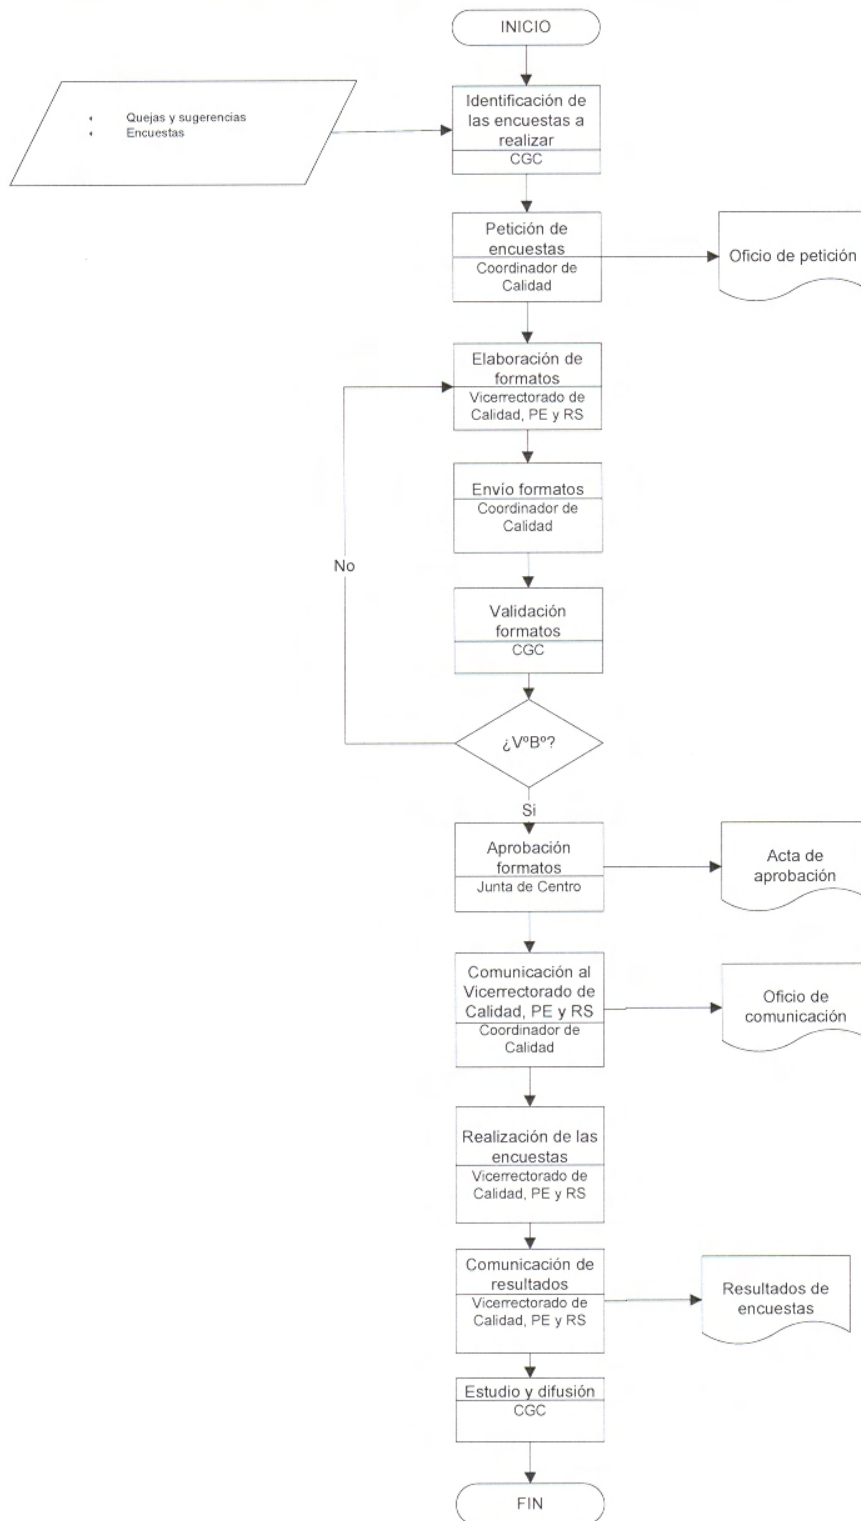 INICIO
• Quejas y sugerencias
• Encuestas
Identificación de
las encuestas a
realizar
CGC
Petición de
encuestas
Coordinador de
Calidad
Oficio de petición
Elaboración de
formatos
Vicerrectorado de
Calidad, PE y RS
Envío formatos
Coordinador de
Calidad
No
Validación
formatos
CGC
¿VºBº?
Si
Aprobación
formatos
Junta de Centro
Acta de
aprobación
Comunicación al
Vicerrectorado de
Calidad, PE y RS
Coordinador de
Calidad
Oficio de
comunicación
Realización de las
encuestas
Vicerrectorado de
Calidad, PE y RS
Comunicación de
resultados
Vicerrectorado de
Calidad, PE y RS
Resultados de
encuestas
Estudio y difusión
CGC
FIN